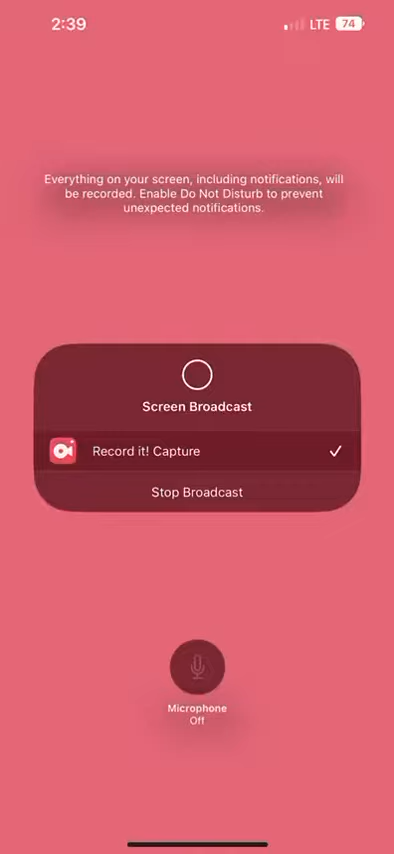 2:39
LTE 74
Everything on your screen, including notifications, will
be recorded. Enable Do Not Disturb to prevent
unexpected notifications.
Screen Broadcast
Record it! Capture
Stop Broadcast
Microphone
Off